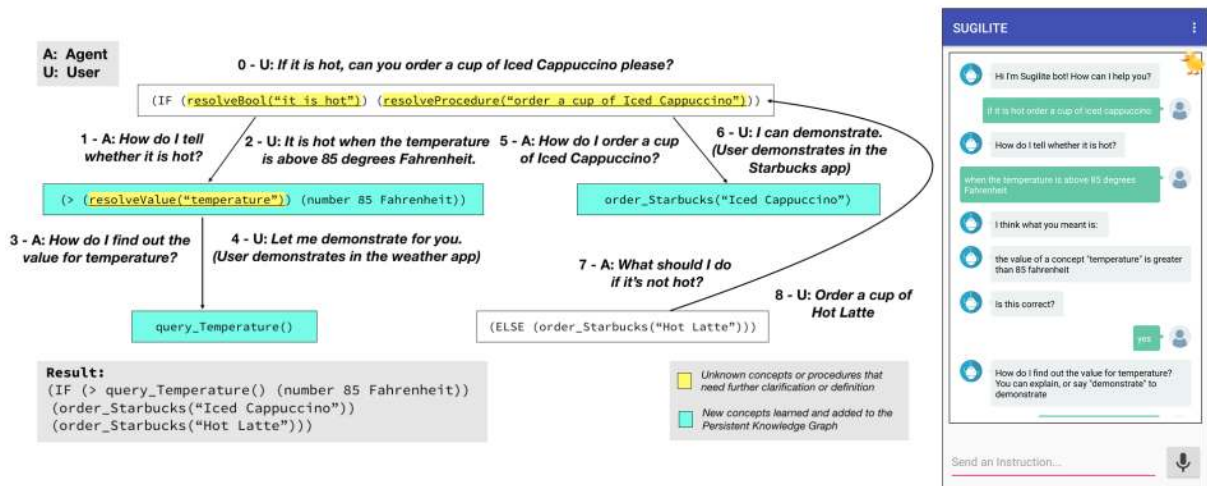 A: Agent
U: User
0 - U: If it is hot, can you order a cup of Iced Cappuccino please?
(IF (resolveBool("it is hot")) (resolveProcedure("order a cup of Iced Cappuccino")))
1 - A: How do I tell
whether it is hot?
2 - U: It is hot when the temperature
is above 85 degrees Fahrenheit.
5 - A: How do I order a cup
of Iced Cappuccino?
6 - U: I can demonstrate.
(User demonstrates in the
Starbucks app)
(> (resolveValue("temperature")) (number 85 Fahrenheit))
order_Starbucks("Iced Cappuccino")
3 - A: How do I find out the
value for temperature?
4 - U: Let me demonstrate for you.
(User demonstrates in the weather app)
7 - A: What should I do
if it's not hot?
8 - U: Order a cup of
Hot Latte
query_Temperature()
(ELSE (order_Starbucks("Hot Latte")))
Result:
(IF (> query_Temperature() (number 85 Fahrenheit))
(order_Starbucks("Iced Cappuccino"))
(order_Starbucks("Hot Latte")))
Unknown concepts or procedures that
need further clarification or definition
New concepts learned and added to the
Persistent Knowledge Graph
SUGILITE
Hi I'm Sugilite bot! How can I help you?
if it is hot order a cup of iced cappuccino
How do I tell whether it is hot?
when the temperature is above 85 degrees
Fahrenheit
I think what you meant is:
the value of a concept "temperature" is greater
than 85 fahrenheit
Is this correct?
yes
How do I find out the value for temperature?
You can explain, or say "demonstrate" to
demonstrate
Send an Instruction...